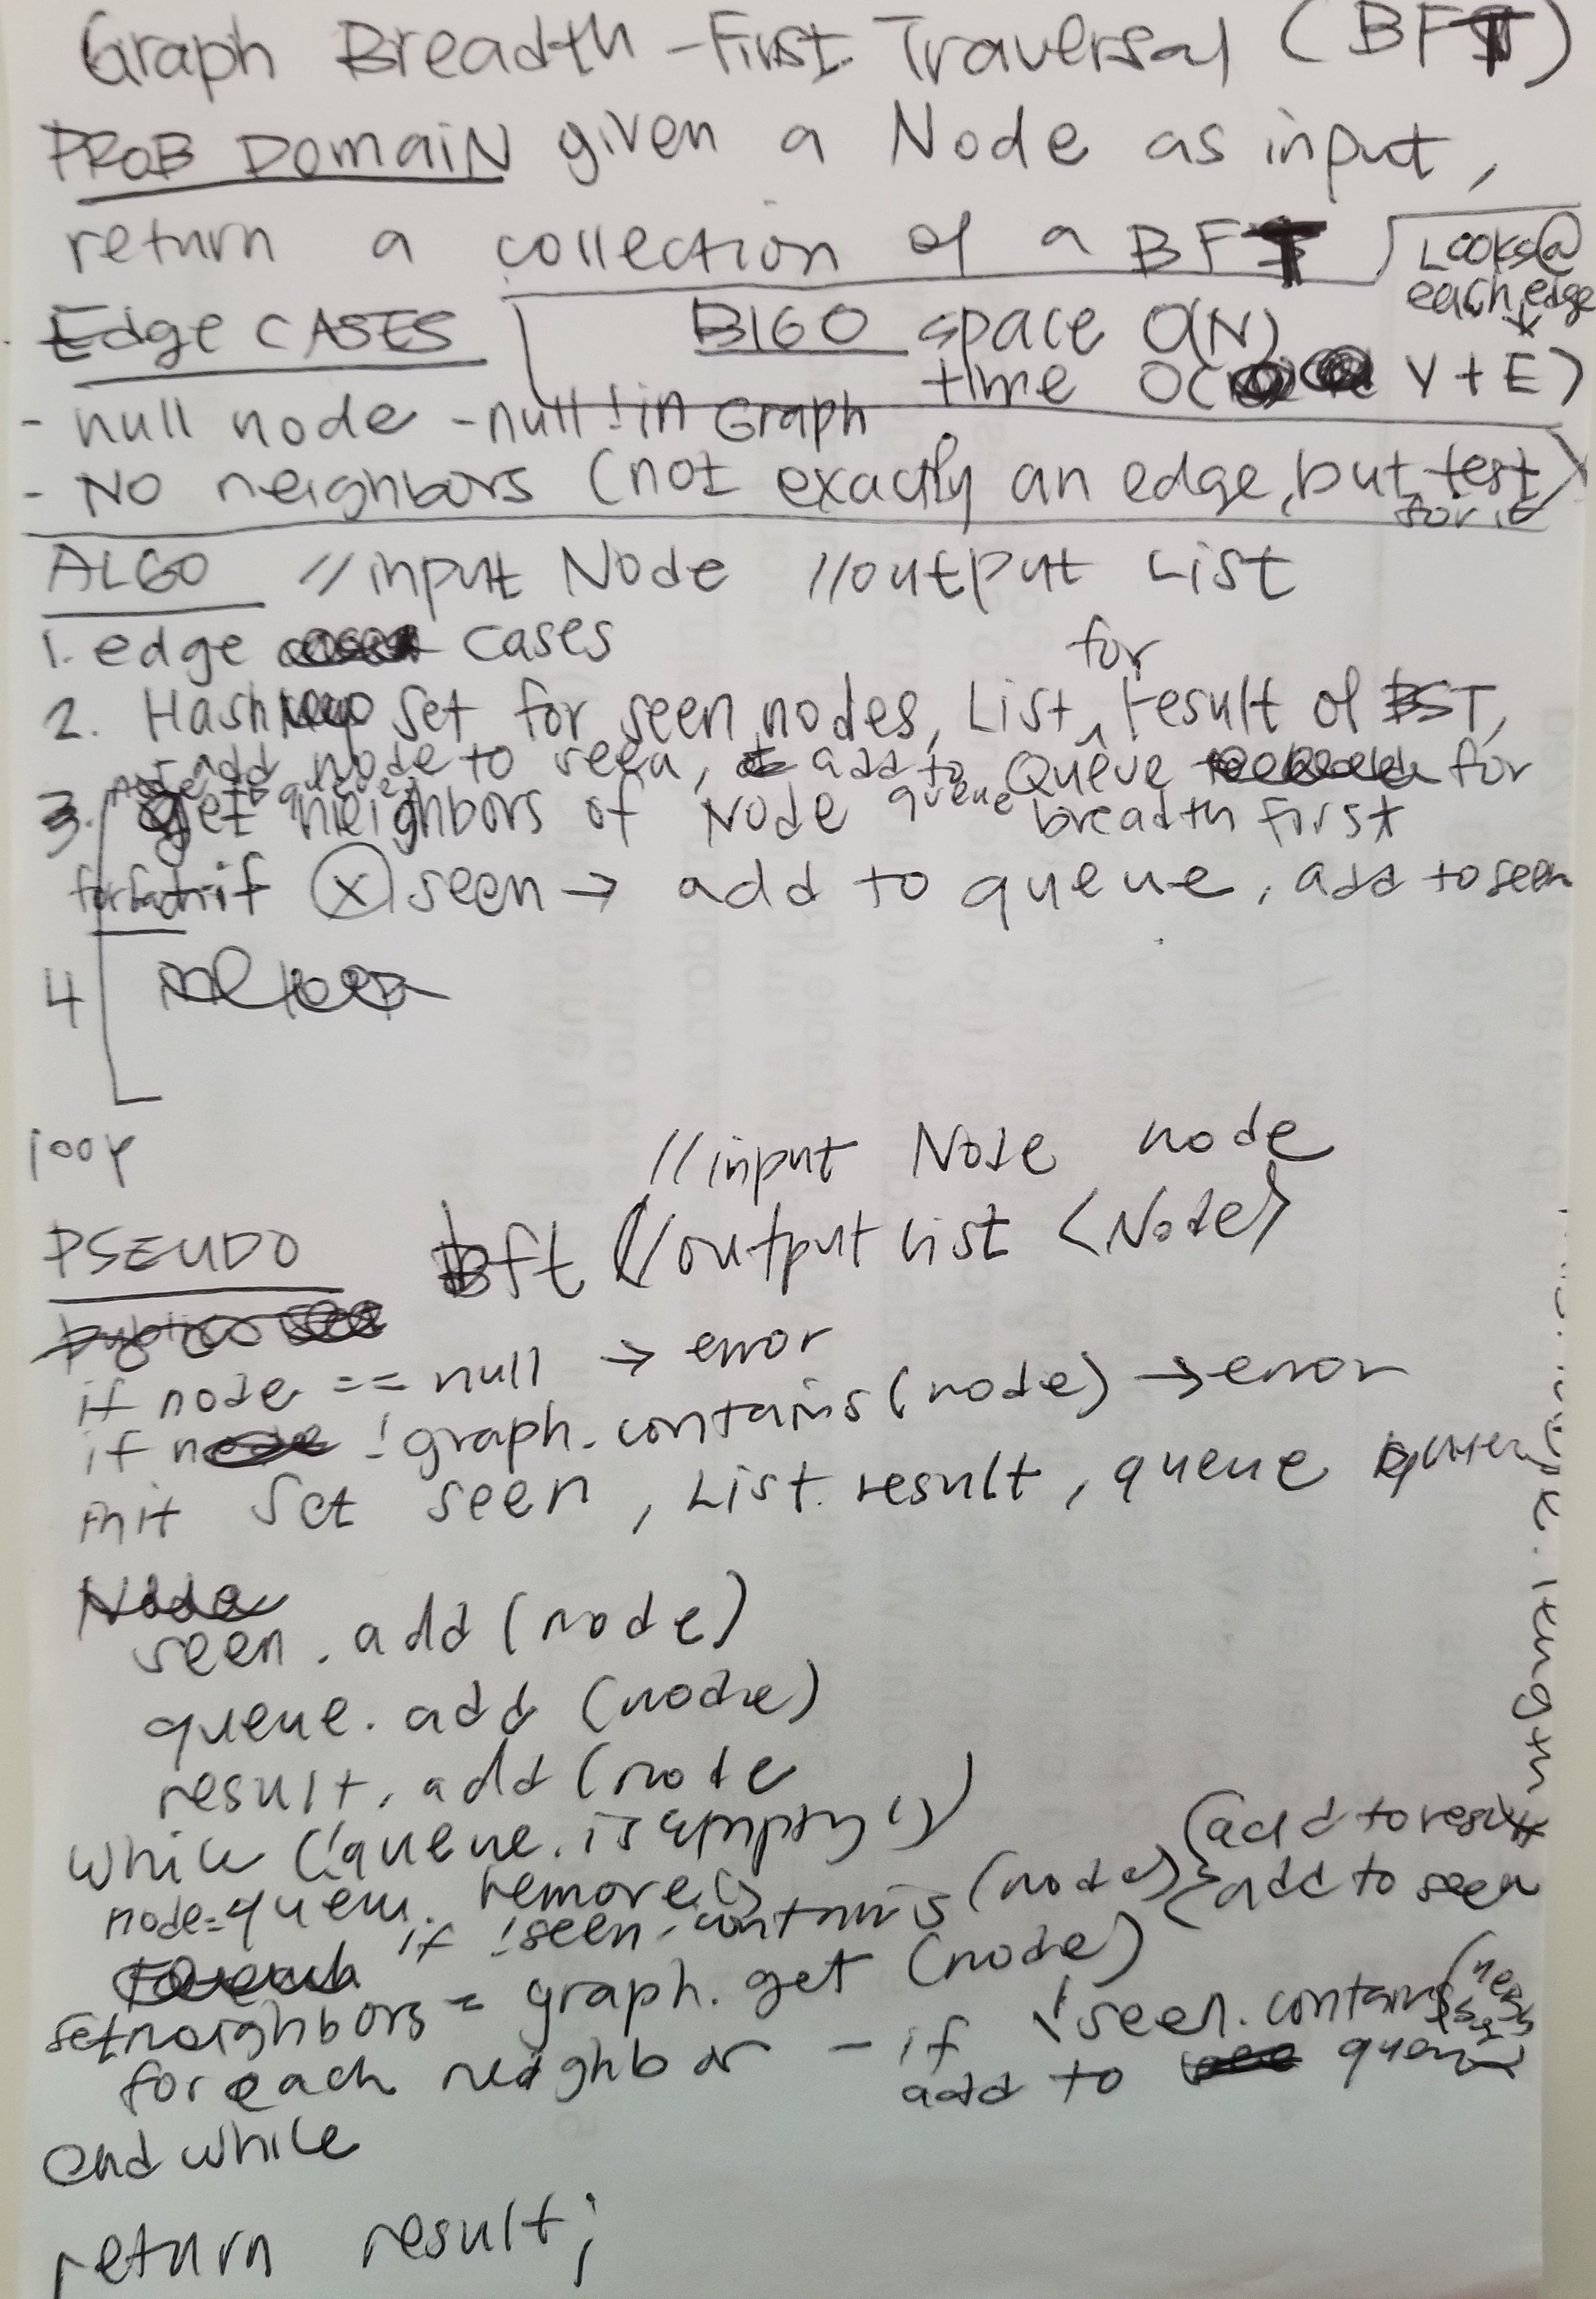 Graph Breadth-First Traversal (BFT)
PROB DOMAIN given a Node as input,
return a collection of a BFT
Looks@
each edge
Edge CASES
BIG O space O(N)
time O( V + E)
- null node - null ! in Graph
- No neighbors (not exactly an edge, but test
for it)
ALGO //input Node //output List
1. edge cases
for
2. Hash Set for seen nodes, List, result of BST,
add node to seen, add to queue
Queue for
breadth first
3. get neighbors of Node
if (x) seen → add to queue, add to seen
4
loop
//input Node node
PSEUDO bft //output List <Node>
if node == null → error
if !graph.contains(node) → error
init Set seen, List result, queue
seen.add(node)
queue.add(node)
result.add(node
while (!queue.isEmpty())
node=queue.remove()
if !seen.contains(node) { add to result
add to seen
set neighbors = graph.get(node)
for each neighbor - if !seen.contains(
add to queue
end while
return result;